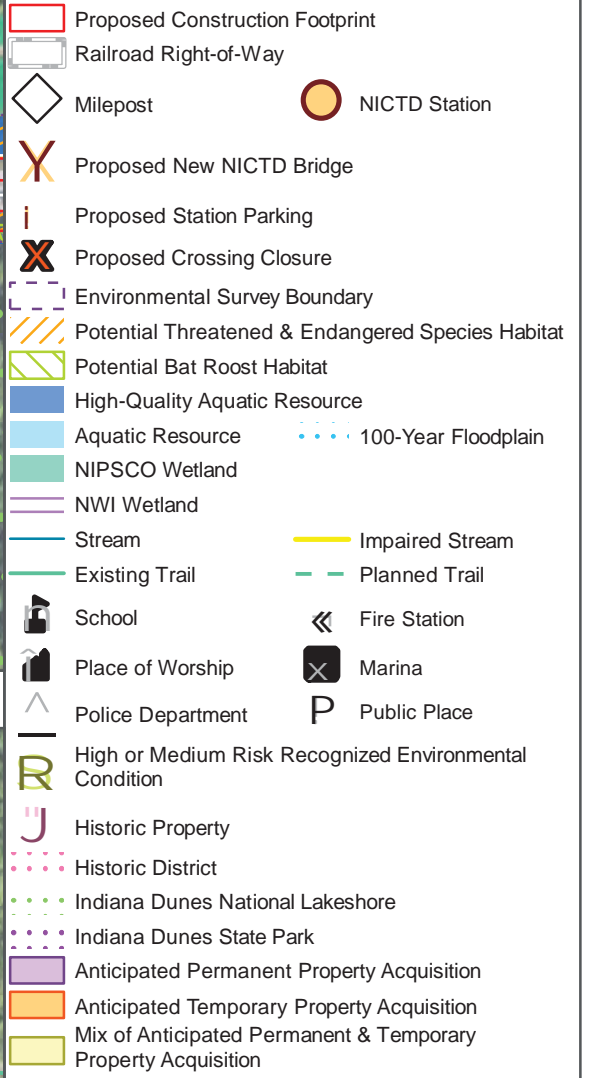 Proposed Construction Footprint
Railroad Right-of-Way
Milepost
NICTD Station
Proposed New NICTD Bridge
Proposed Station Parking
Proposed Crossing Closure
Environmental Survey Boundary
Potential Threatened & Endangered Species Habitat
Potential Bat Roost Habitat
High-Quality Aquatic Resource
Aquatic Resource
100-Year Floodplain
NIPSCO Wetland
NWI Wetland
Stream
Impaired Stream
Existing Trail
Planned Trail
School
Fire Station
Place of Worship
Marina
Police Department
P Public Place
High or Medium Risk Recognized Environmental
Condition
Historic Property
Historic District
Indiana Dunes National Lakeshore
Indiana Dunes State Park
Anticipated Permanent Property Acquisition
Anticipated Temporary Property Acquisition
Mix of Anticipated Permanent & Temporary
Property Acquisition